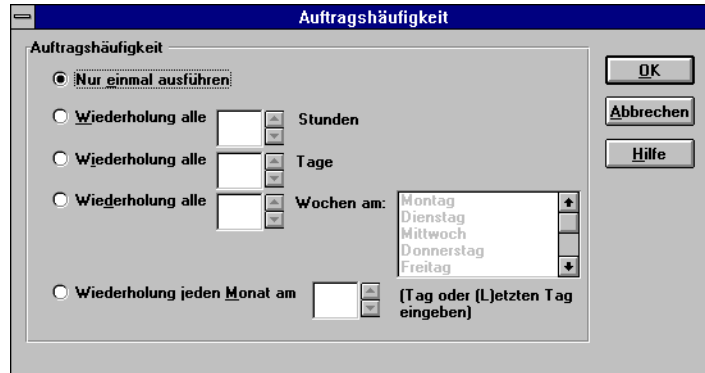 Auftragshäufigkeit
Auftragshäufigkeit
Nur einmal ausführen
OK
Wiederholung alle Stunden
Abbrechen
Wiederholung alle Tage
Hilfe
Wiederholung alle Wochen am:
Montag
Dienstag
Mittwoch
Donnerstag
Freitag
Wiederholung jeden Monat am (Tag oder (L)etzten Tag
eingeben)